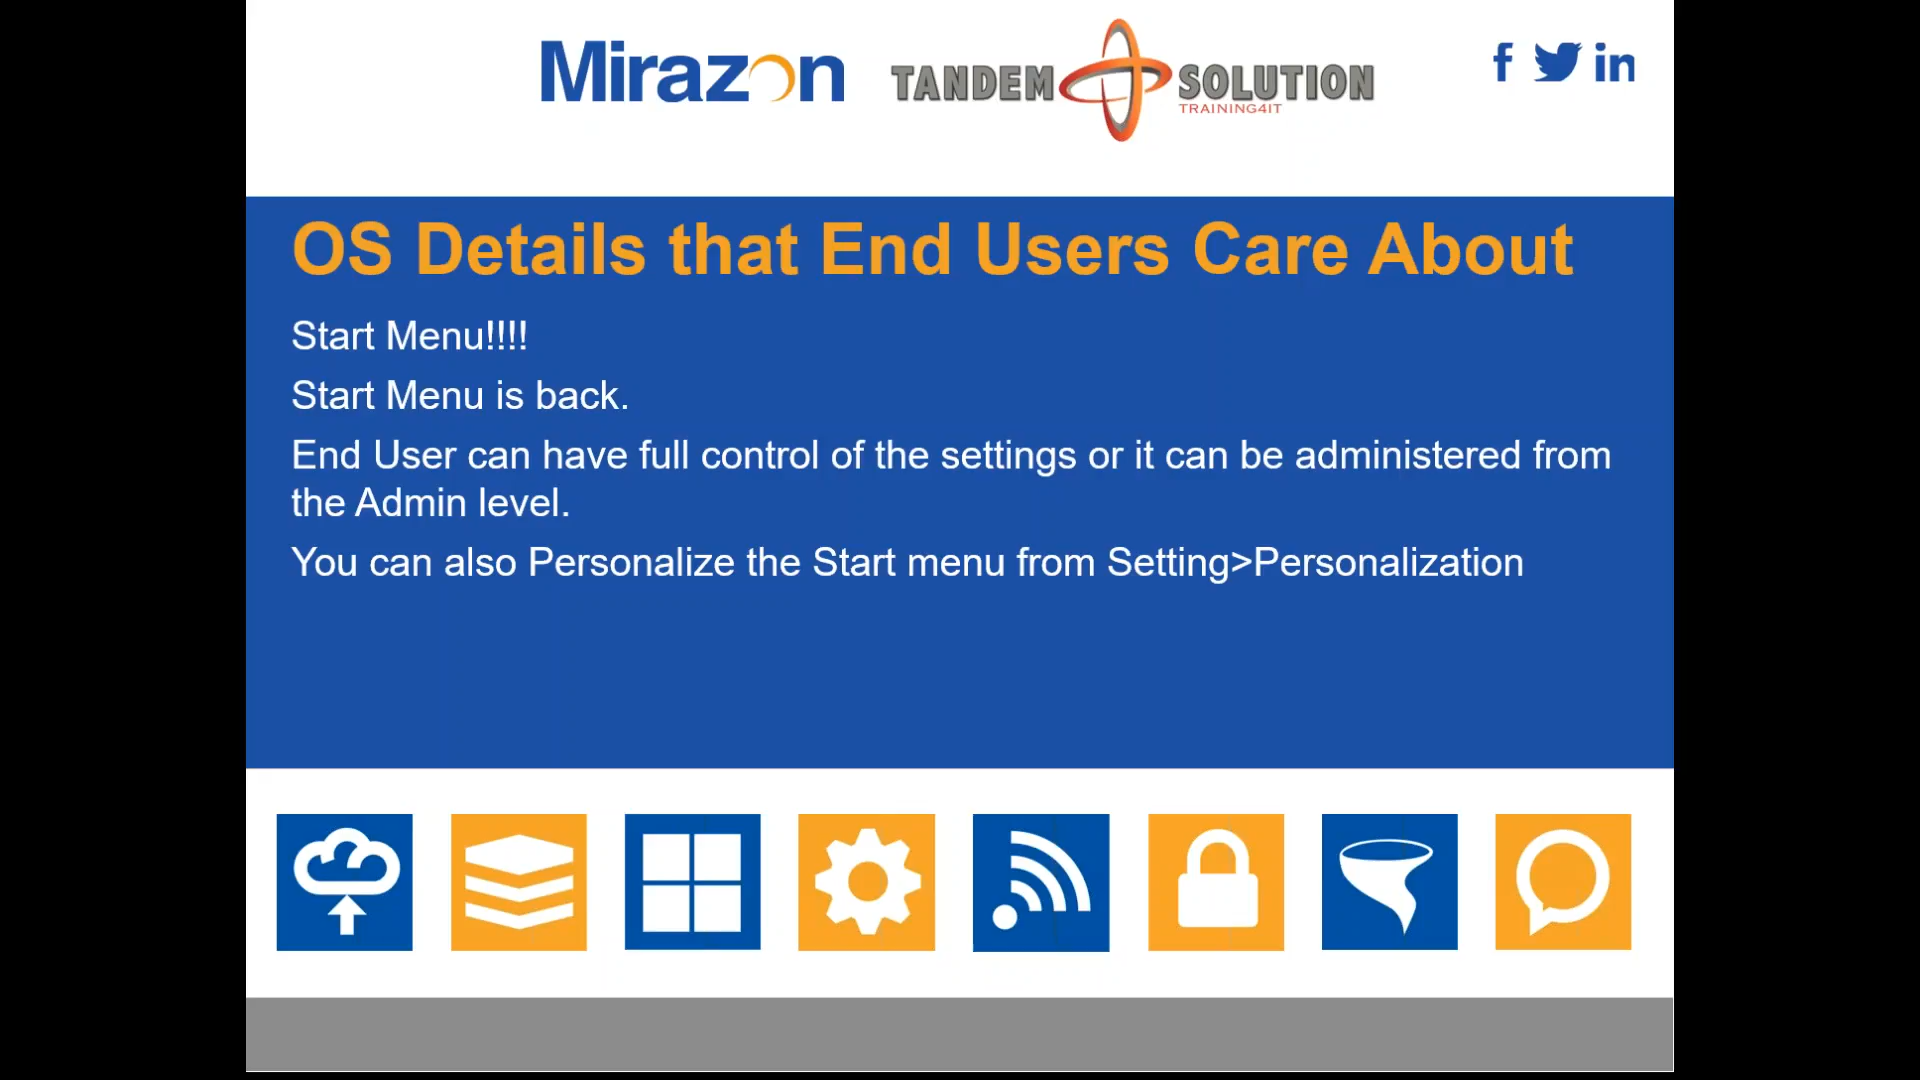 Mirazon
TANDEM SOLUTION
TRAINING4IT
f in
OS Details that End Users Care About
Start Menu!!!!
Start Menu is back.
End User can have full control of the settings or it can be administered from
the Admin level.
You can also Personalize the Start menu from Setting>Personalization